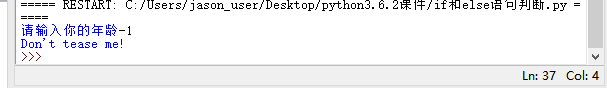 ===== RESTART: C:/Users/jason_user/Desktop/python3.6.2课件/if和else语句判断.py =
====
请输入你的年龄-1
Don't tease me!
>>>
Ln: 37 Col: 4